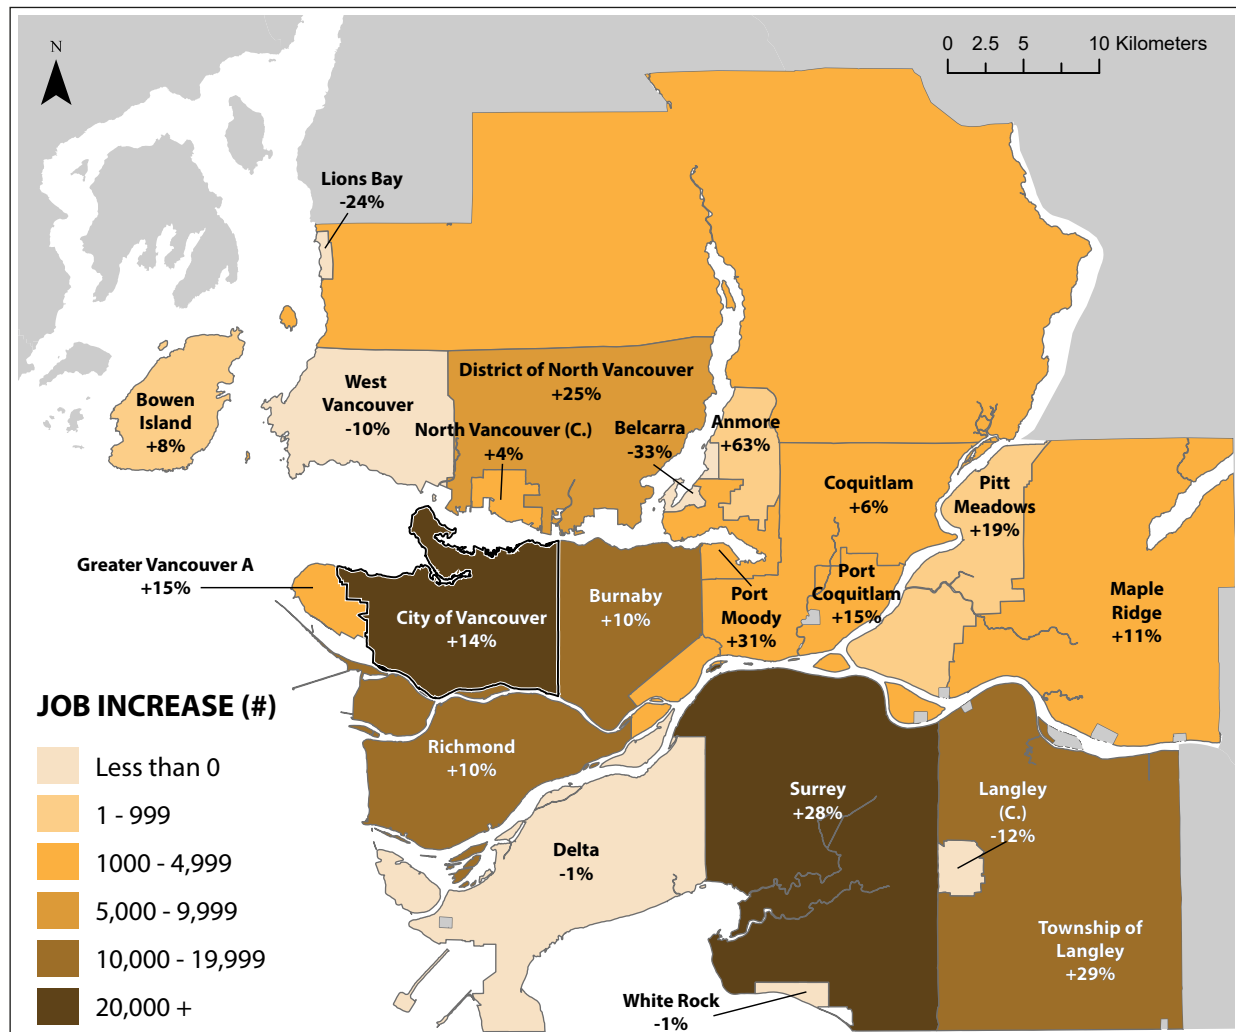 N
0 2.5 5 10 Kilometers
Lions Bay
-24%
Bowen
Island
+8%
West
Vancouver
-10%
District of North Vancouver
+25%
North Vancouver (C.)
+4%
Belcarra
-33%
Anmore
+63%
Coquitlam
+6%
Pitt
Meadows
+19%
Greater Vancouver A
+15%
City of Vancouver
+14%
Burnaby
+10%
Port
Moody
+31%
Port
Coquitlam
+15%
Maple
Ridge
+11%
Richmond
+10%
Surrey
+28%
Langley
(C.)
-12%
Delta
-1%
Township of
Langley
+29%
White Rock
-1%
JOB INCREASE (#)
Less than 0
1 - 999
1000 - 4,999
5,000 - 9,999
10,000 - 19,999
20,000 +